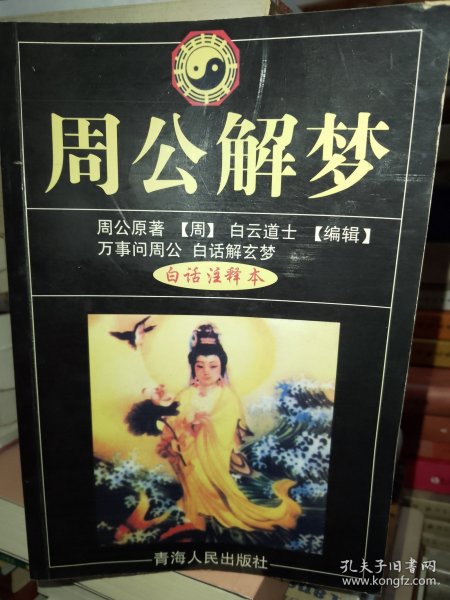 周公解梦
周公原著 【周】 白云道士 【编辑】
万事问周公 白话解玄梦
白话注释本
青海人民出版社
孔夫子旧书网
www.kongfz.com